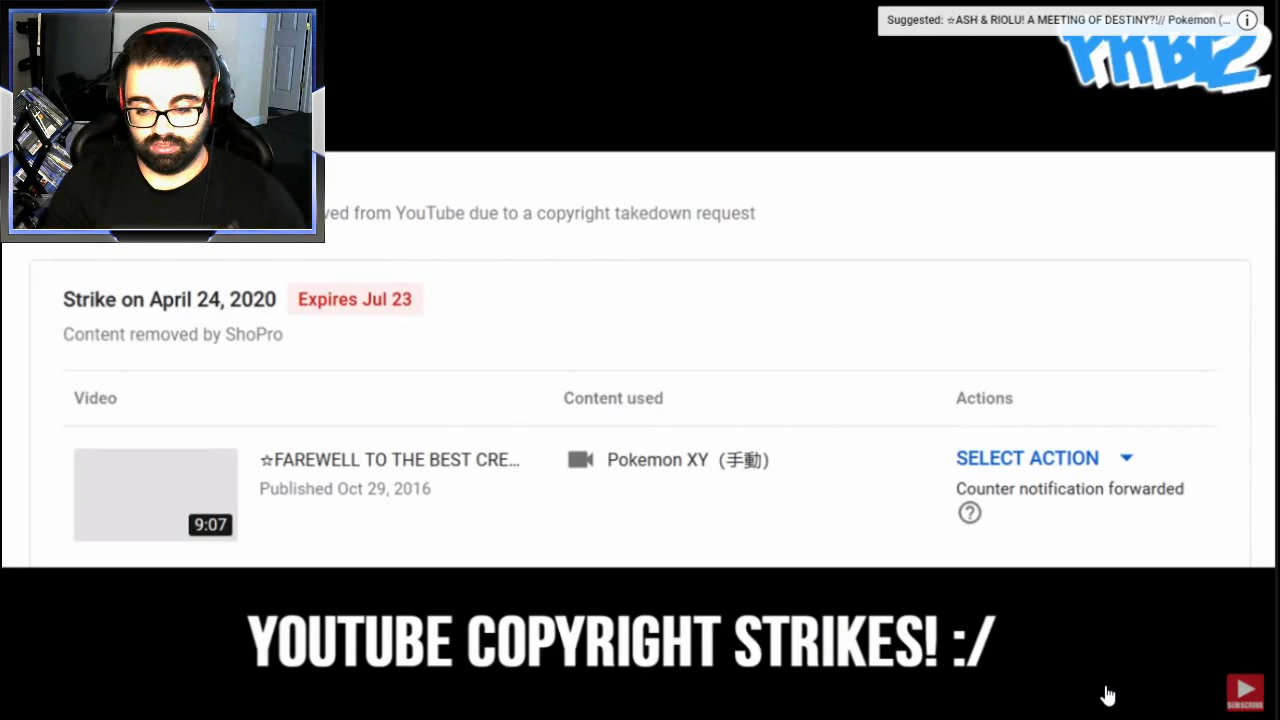 Suggested: ☆ASH & RIOLU! A MEETING OF DESTINY?!// Pokemon (...
ved from YouTube due to a copyright takedown request
Strike on April 24, 2020 Expires Jul 23
Content removed by ShoPro
Video Content used Actions
☆FAREWELL TO THE BEST CRE... Pokemon XY（手動） SELECT ACTION
Published Oct 29, 2016 Counter notification forwarded
9:07
YOUTUBE COPYRIGHT STRIKES! :/
SUBSCRIBE